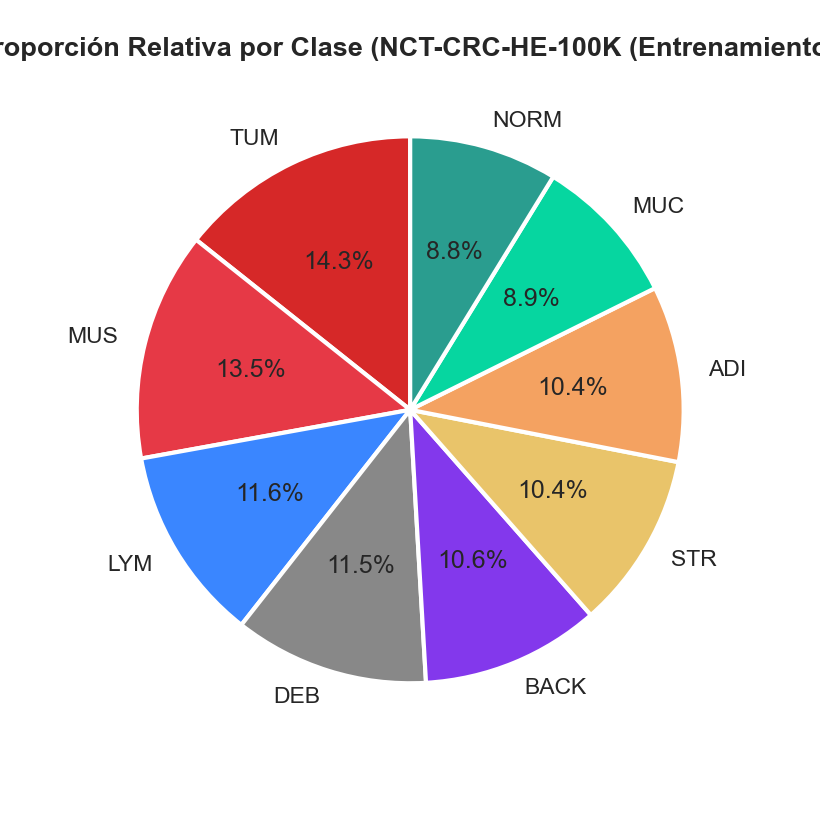 roporción Relativa por Clase (NCT-CRC-HE-100K (Entrenamiento
NORM
TUM
MUC
8.8%
14.3%
8.9%
MUS
ADI
13.5%
10.4%
11.6%
10.4%
LYM
STR
11.5%
10.6%
DEB
BACK